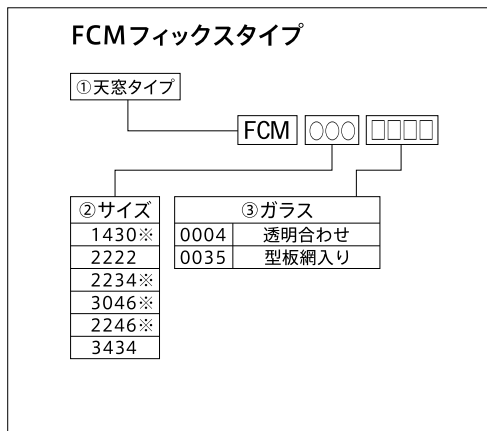 FCMフィックスタイプ
①天窓タイプ
FCM ○○○ □□□□
②サイズ
1430※
2222
2234※
3046※
2246※
3434
③ガラス
0004 透明合わせ
0035 型板網入り